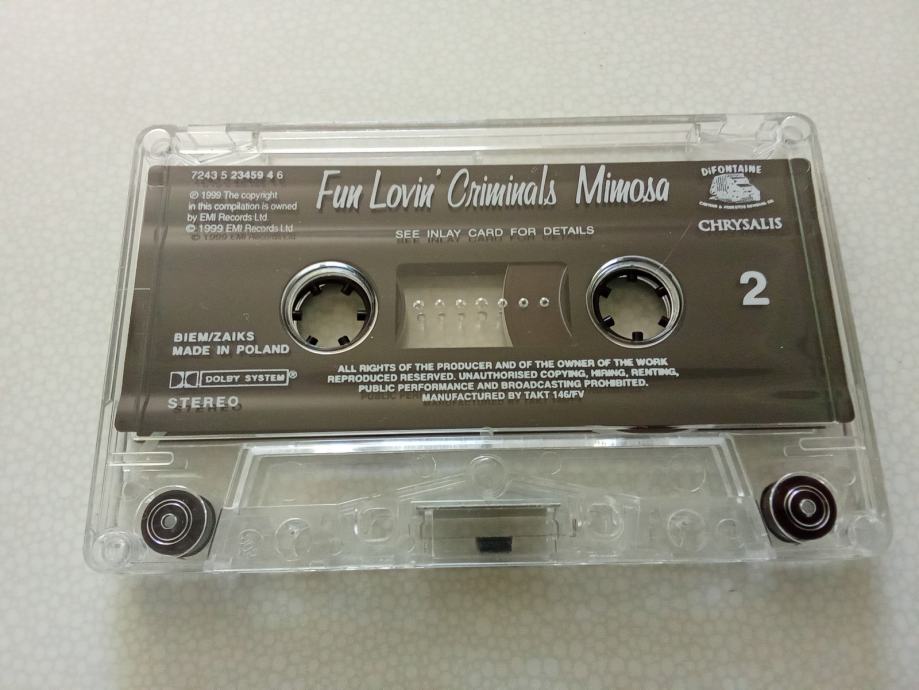 7243 5 23459 4 6
℗ 1999 The copyright
in this compilation is owned
by EMI Records Ltd.
© 1999 EMI Records Ltd.
Fun Lovin' Criminals Mimosa
DiFONTAINE
CHRYSALIS
SEE INLAY CARD FOR DETAILS
2
BIEM/ZAIKS
MADE IN POLAND
DOLBY SYSTEM®
STEREO
ALL RIGHTS OF THE PRODUCER AND OF THE OWNER OF THE WORK
REPRODUCED RESERVED. UNAUTHORISED COPYING, HIRING, RENTING,
PUBLIC PERFORMANCE AND BROADCASTING PROHIBITED.
MANUFACTURED BY TAKT 146/FV